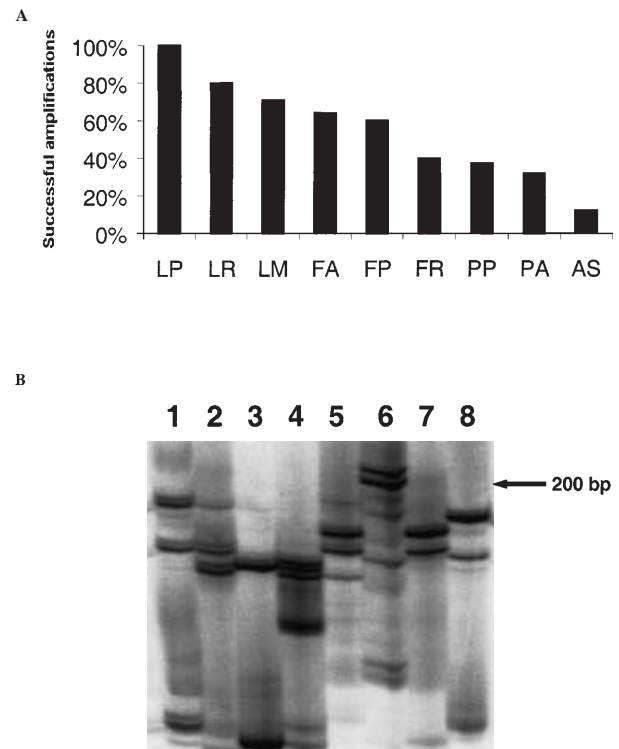 A
Successful amplifications
100%
80%
60%
40%
20%
0%
LP LR LM FA FP FR PP PA AS
B
1 2 3 4 5 6 7 8
200 bp